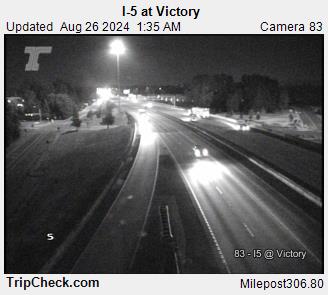 I-5 at Victory
Updated Aug 26 2024 1:35 AM Camera 83
T
S
83 - I5 @ Victory
TripCheck.com Milepost306.80